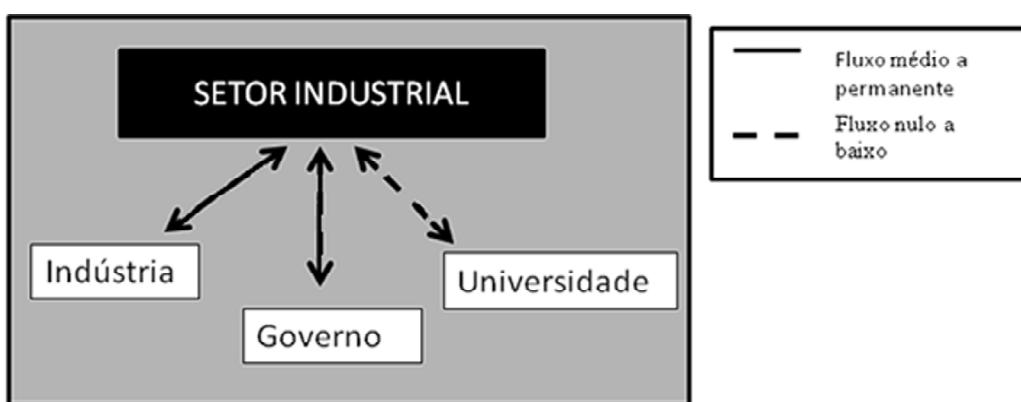 SETOR INDUSTRIAL
Indústria
Governo
Universidade
Fluxo médio a
permanente
Fluxo nulo a
baixo